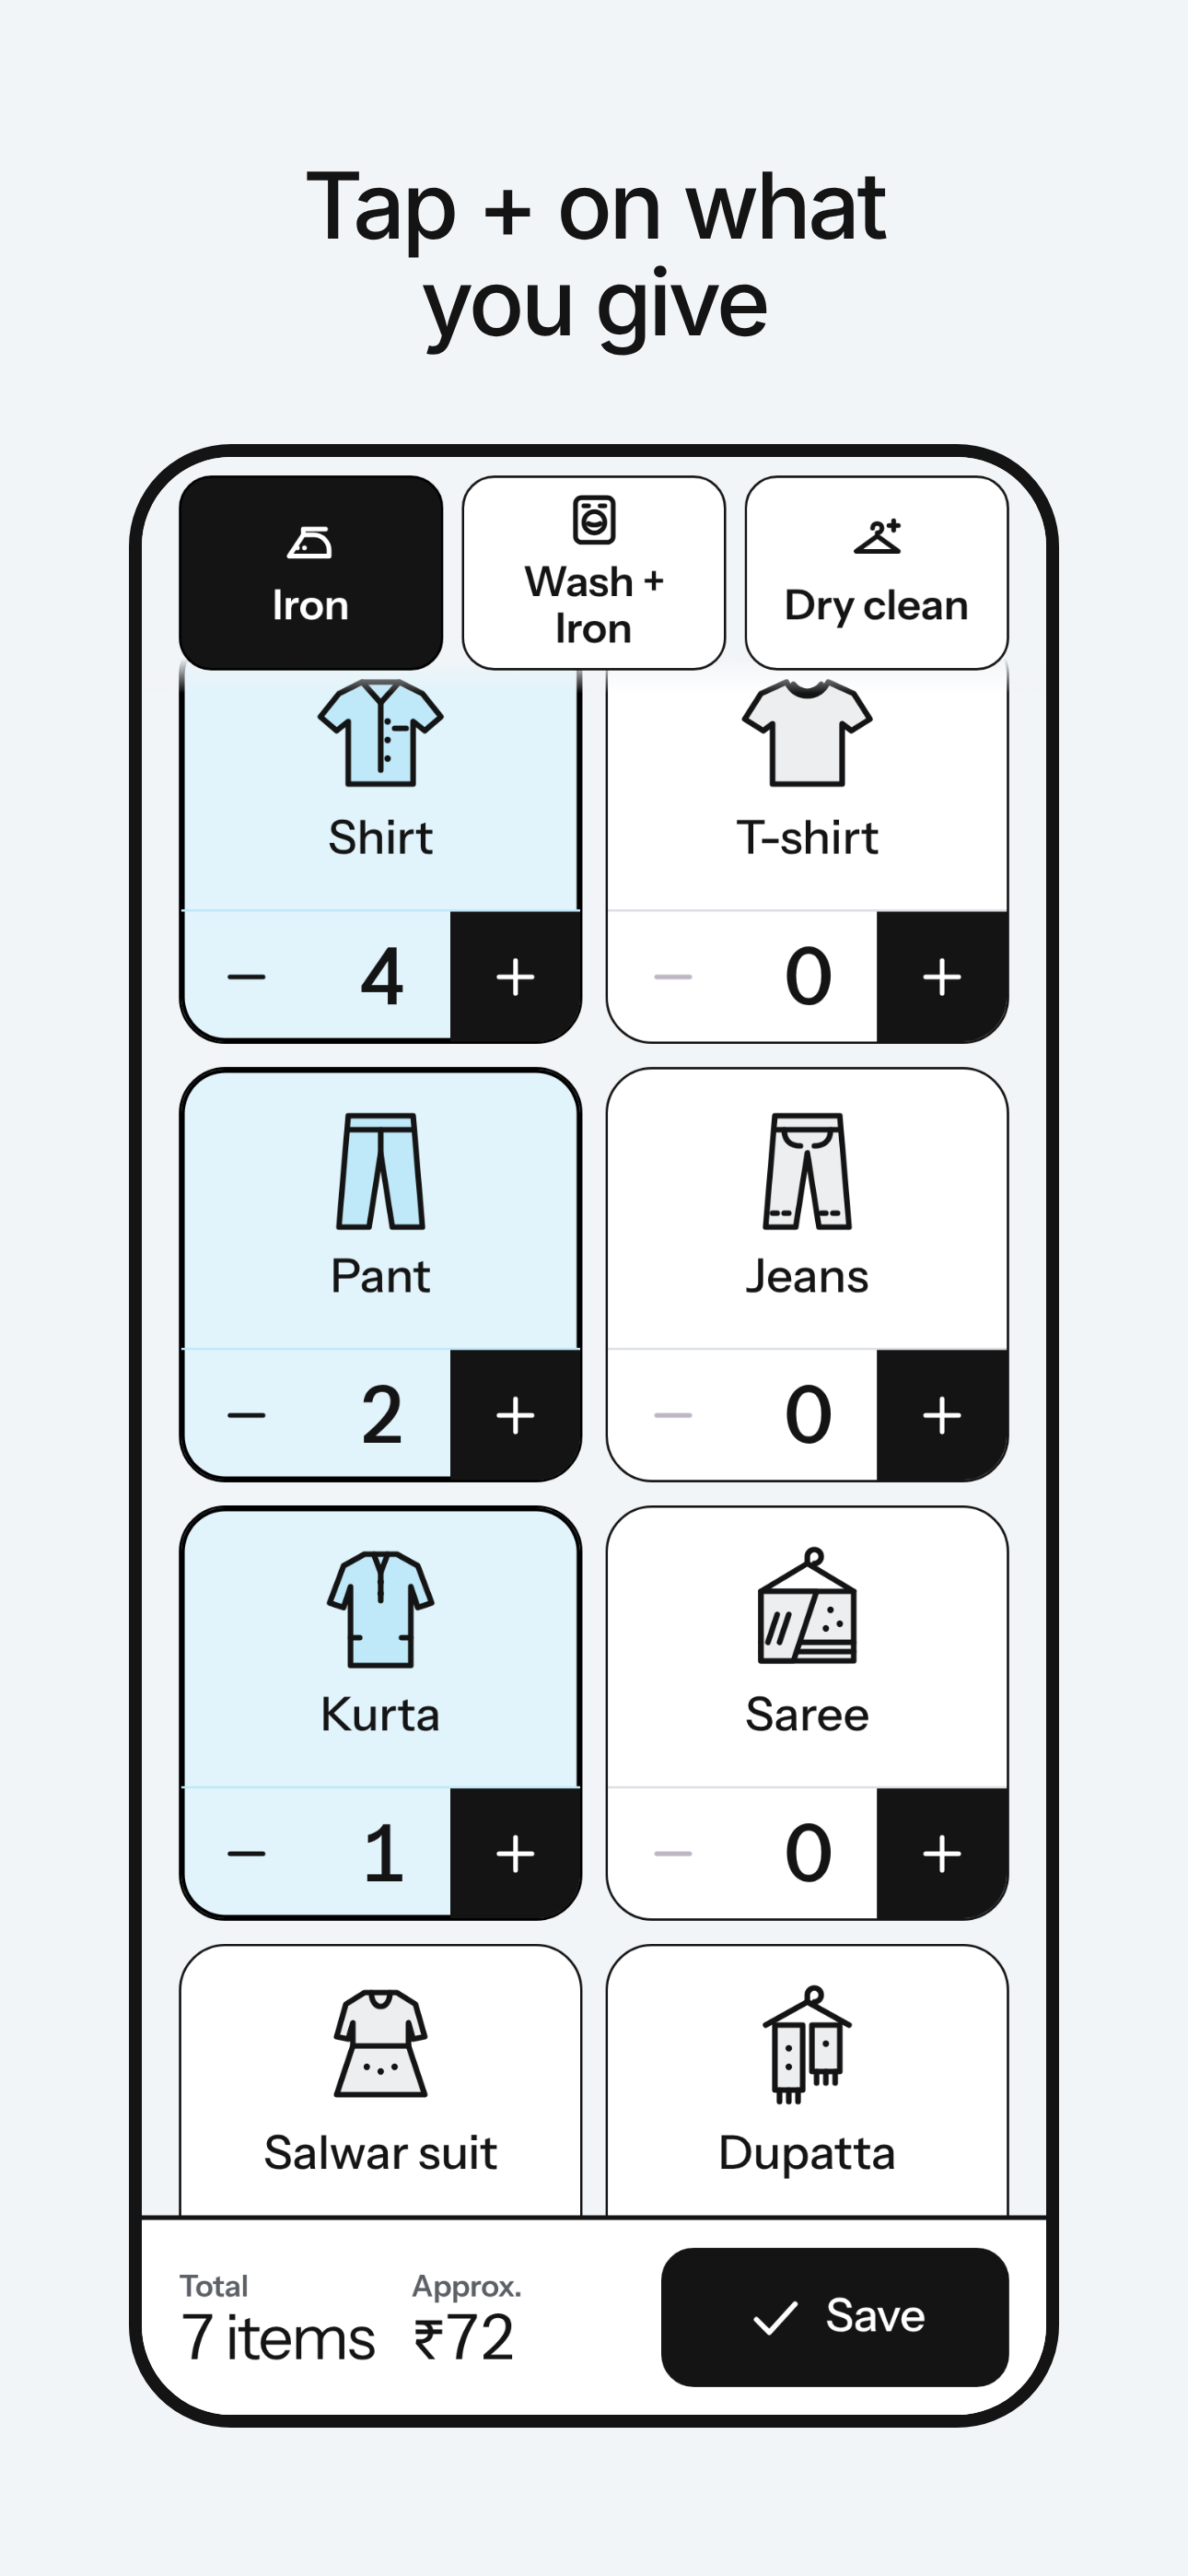 Tap + on what
you give
Iron
Wash +
Iron
Dry clean
Shirt
T-shirt
− 4 +
− 0 +
Pant
Jeans
− 2 +
− 0 +
Kurta
Saree
− 1 +
− 0 +
Salwar suit
Dupatta
Total
Approx.
7 items
₹72
Save